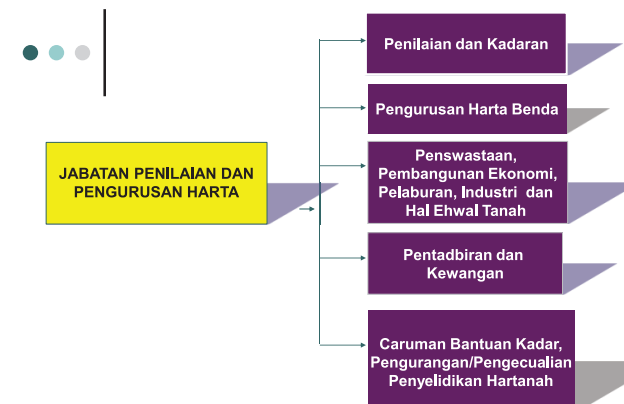 JABATAN PENILAIAN DAN
PENGURUSAN HARTA
Penilaian dan Kadaran
Pengurusan Harta Benda
Penswastaan,
Pembangunan Ekonomi,
Pelaburan, Industri dan
Hal Ehwal Tanah
Pentadbiran dan
Kewangan
Caruman Bantuan Kadar,
Pengurangan/Pengecualian
Penyelidikan Hartanah